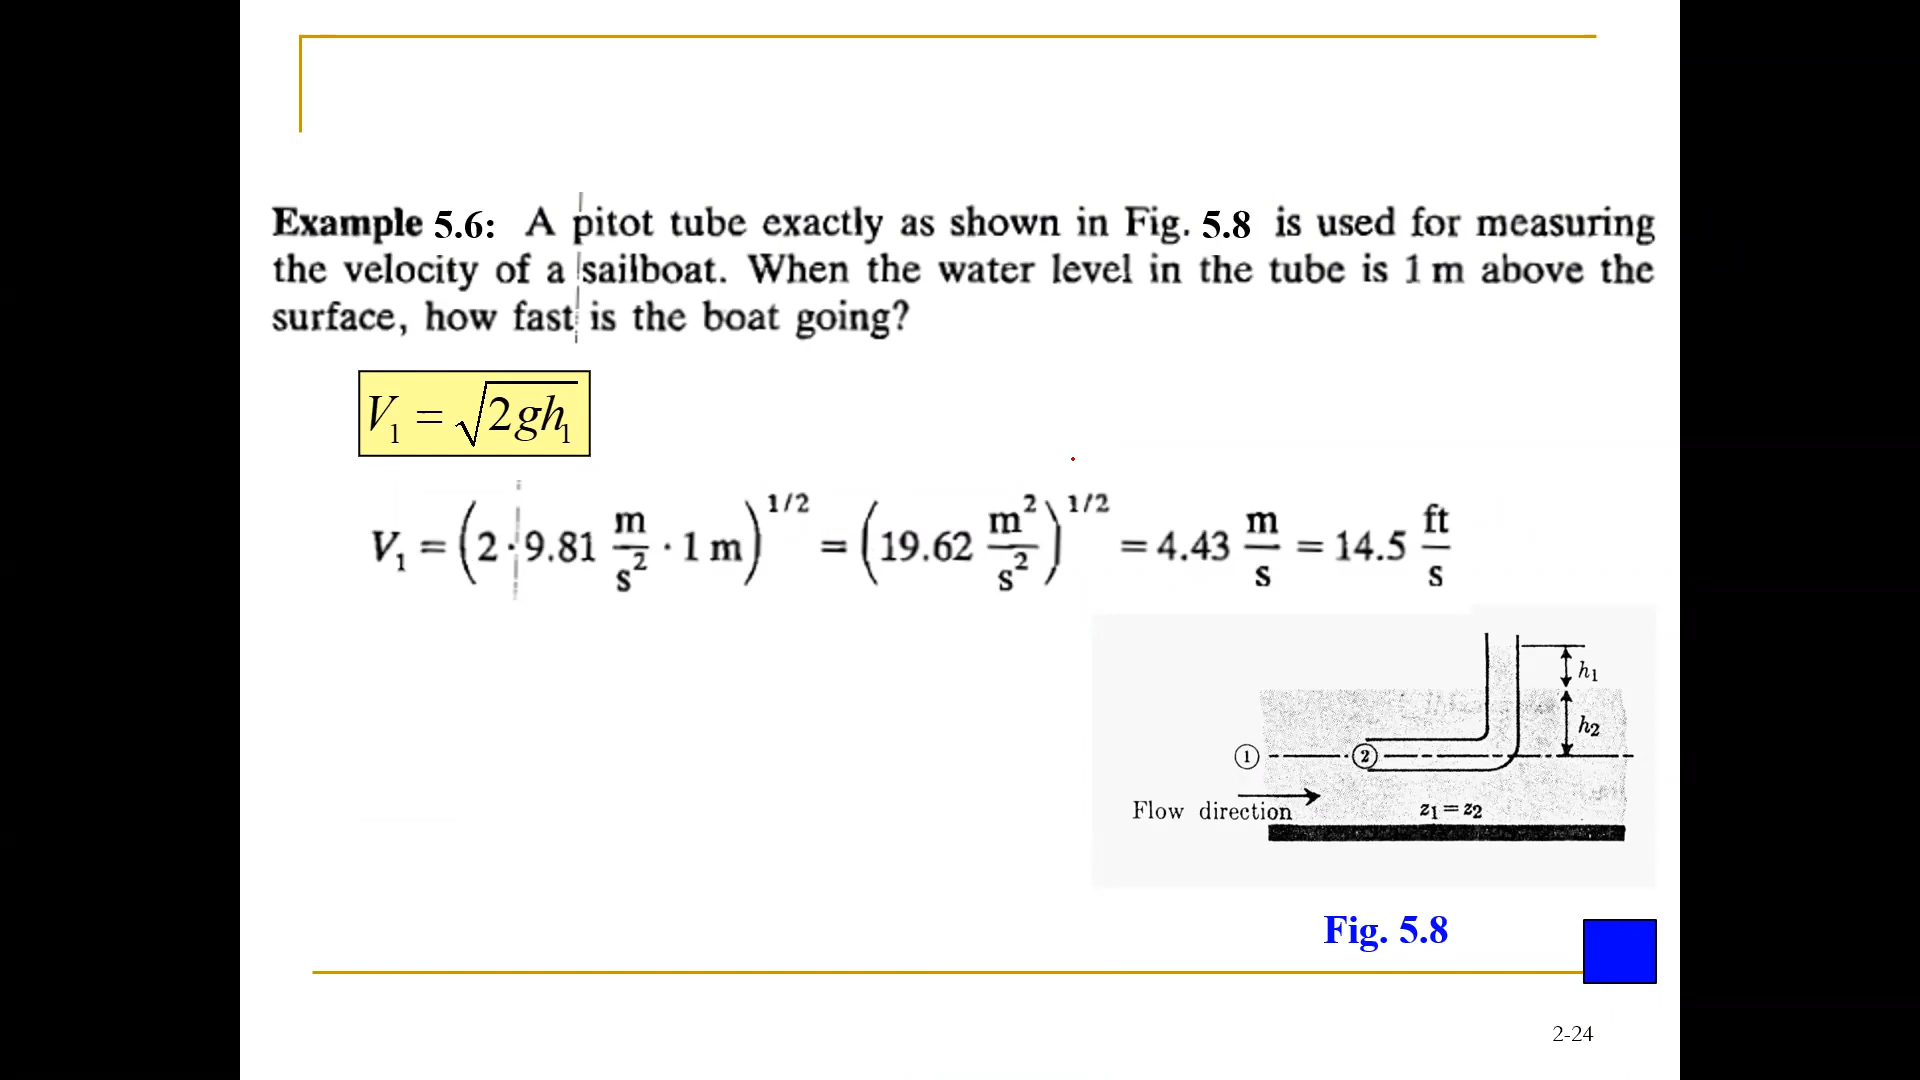 Example 5.6: A pitot tube exactly as shown in Fig. 5.8 is used for measuring
the velocity of a sailboat. When the water level in the tube is 1 m above the
surface, how fast is the boat going?
V₁ = √(2gh₁)
V₁ = (2 · 9.81 m/s² · 1 m)^1/2 = (19.62 m²/s²)^1/2 = 4.43 m/s = 14.5 ft/s
h₁
h₂
① ②
Flow direction
z₁ = z₂
Fig. 5.8
2-24